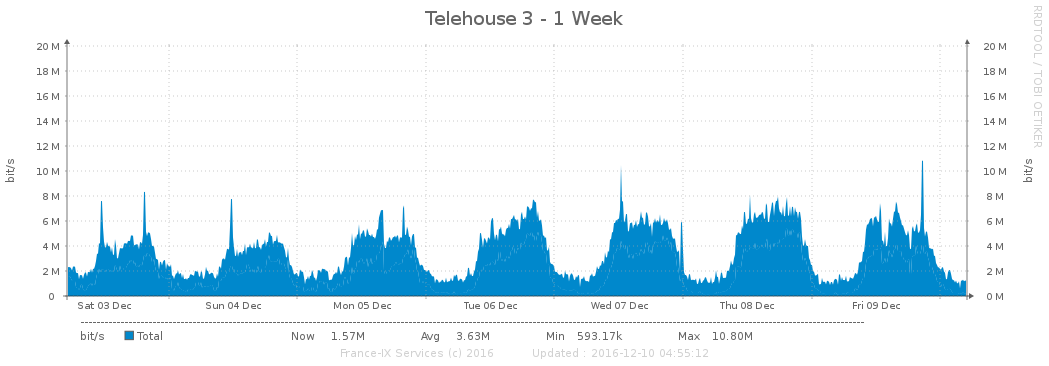 Telehouse 3 - 1 Week
RRDTOOL / TOBI OETIKER
bit/s
bit/s
20 M 20 M
18 M 18 M
16 M 16 M
14 M 14 M
12 M 12 M
10 M 10 M
8 M 8 M
6 M 6 M
4 M 4 M
2 M 2 M
0 0 M
Sat 03 Dec Sun 04 Dec Mon 05 Dec Tue 06 Dec Wed 07 Dec Thu 08 Dec Fri 09 Dec
bit/s Total Now 1.57M Avg 3.63M Min 593.17k Max 10.80M
France-IX Services (c) 2016 Updated : 2016-12-10 04:55:12